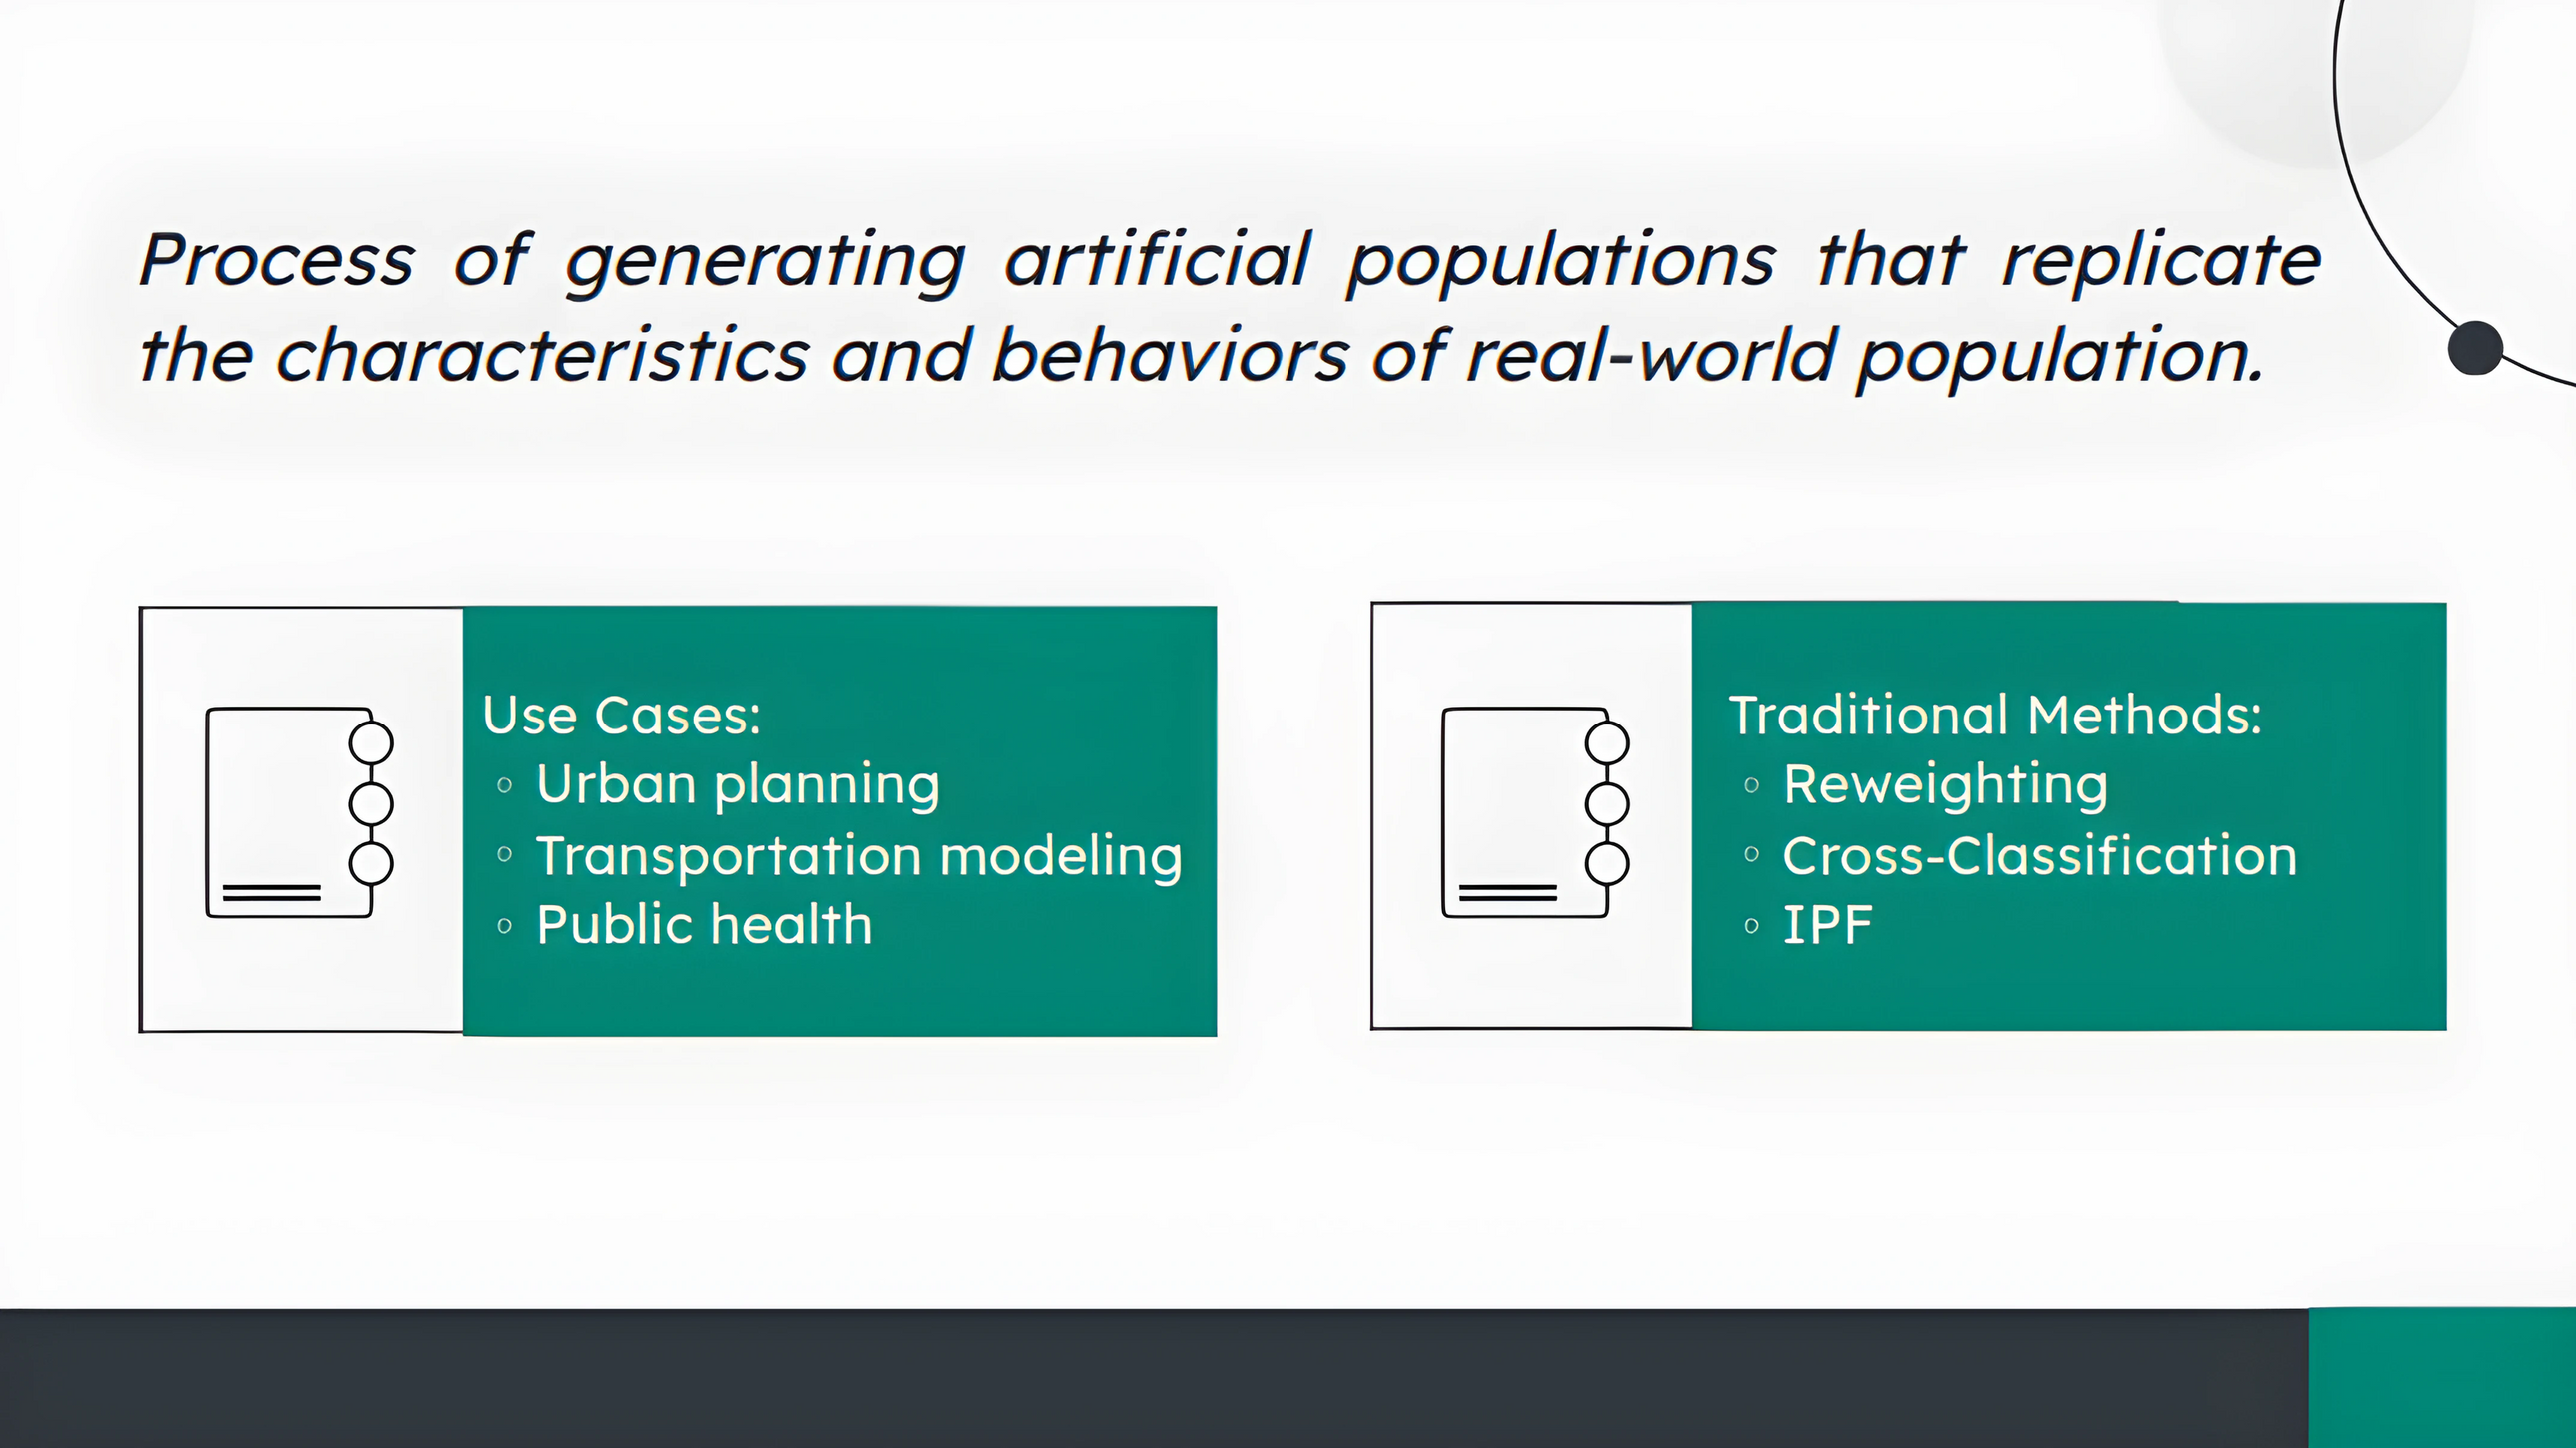 Process of generating artificial populations that replicate
the characteristics and behaviors of real-world population.
Use Cases:
◦ Urban planning
◦ Transportation modeling
◦ Public health
Traditional Methods:
◦ Reweighting
◦ Cross-Classification
◦ IPF